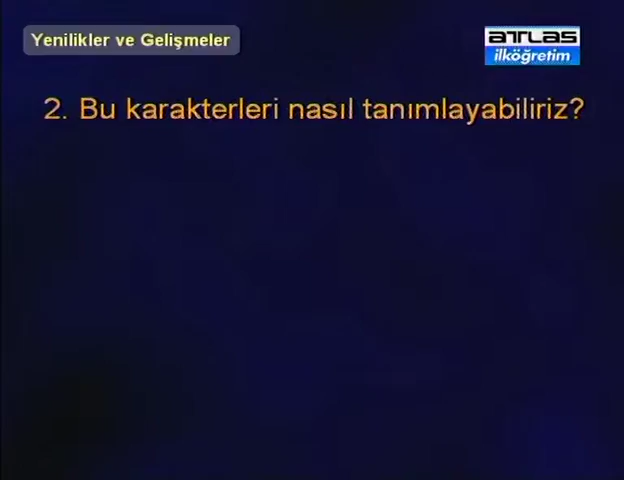 Yenilikler ve Gelişmeler
ATLAS
ilköğretim
2. Bu karakterleri nasıl tanımlayabiliriz?